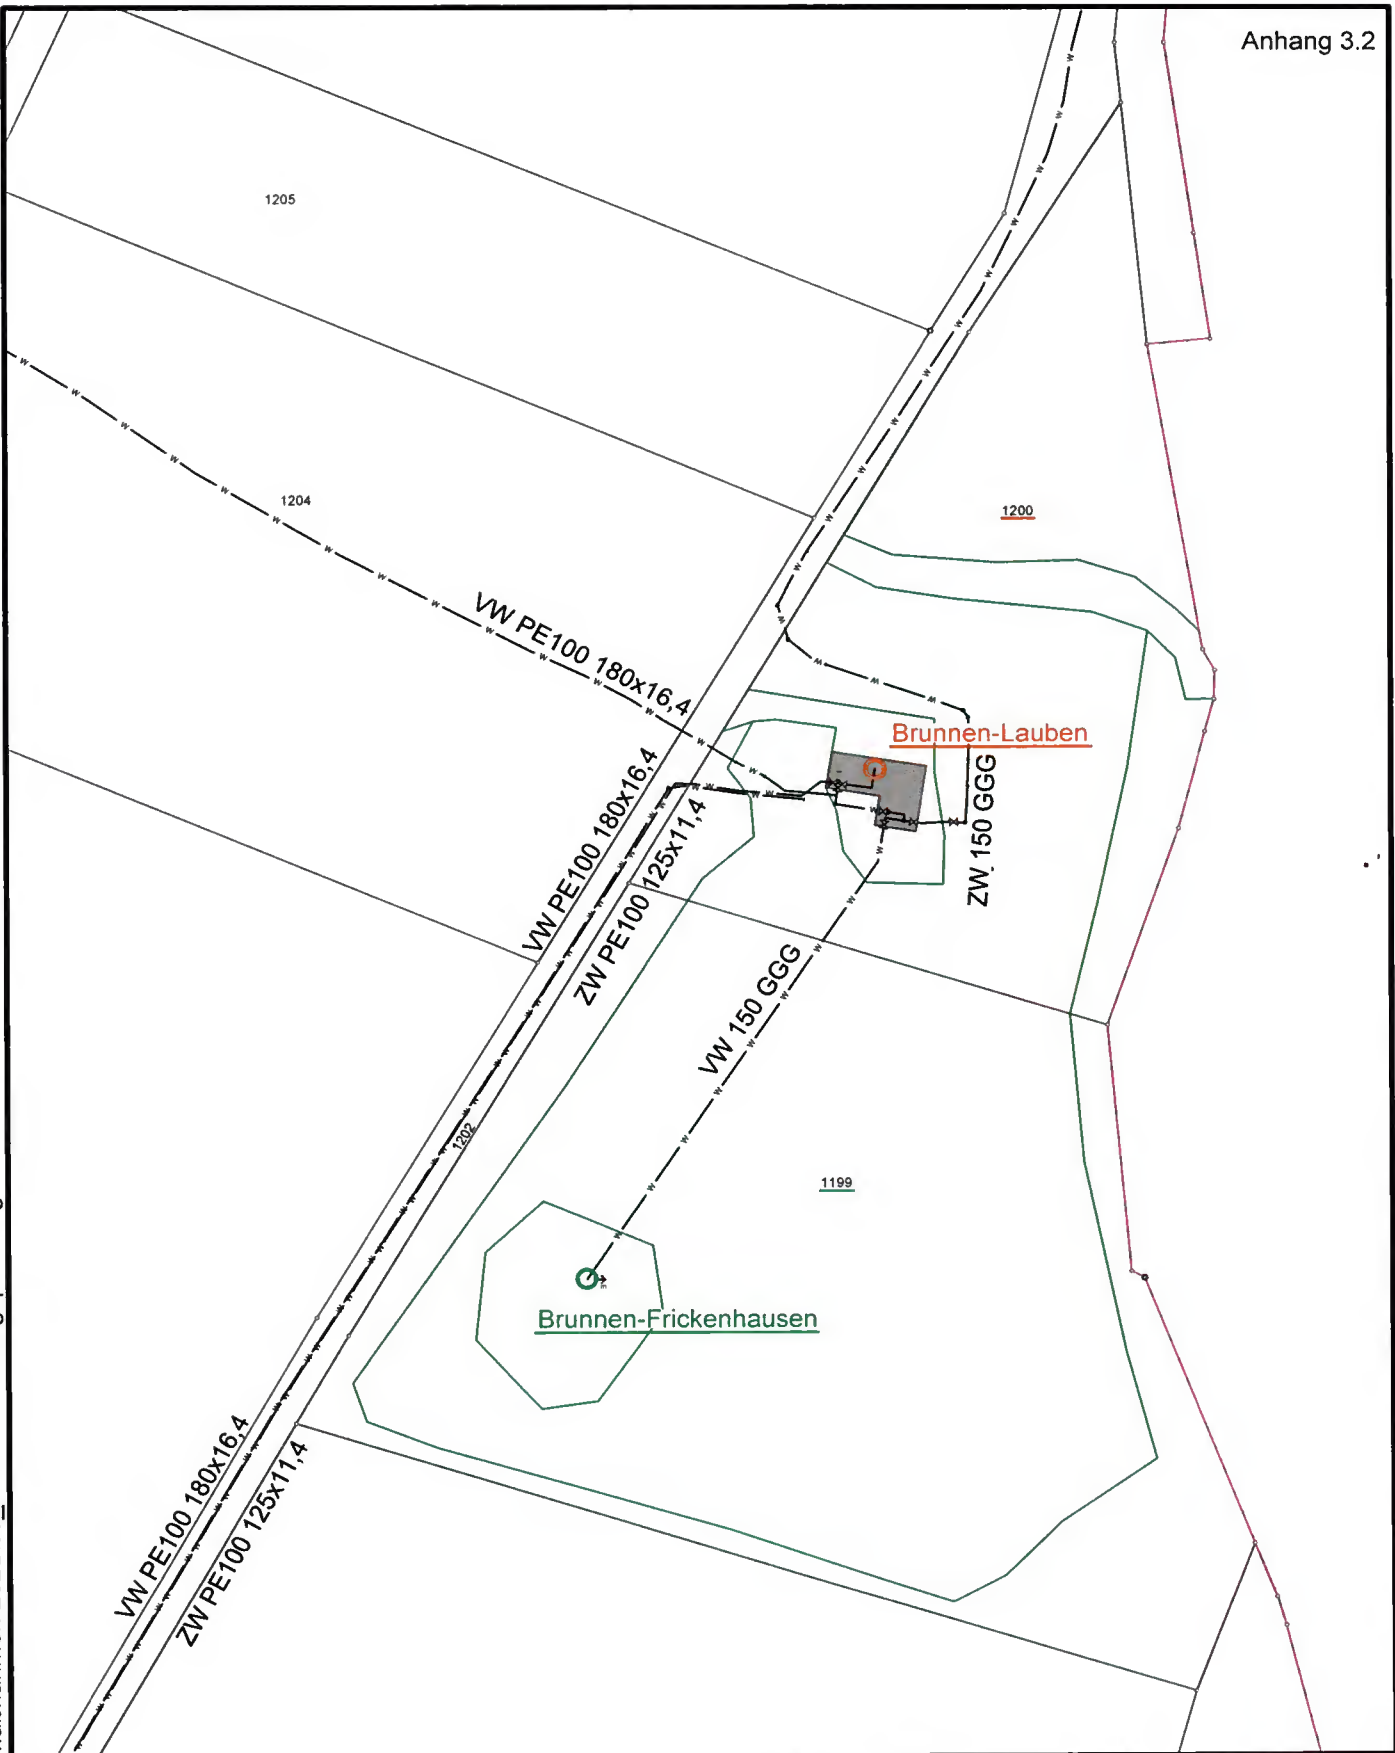 Anhang 3.2
1205
1204
1200
VW PE100 180x16,4
Brunnen-Lauben
VW PE100 180x16,4
ZW PE100 125x11,4
ZW 150 GGG
VW 150 GGG
1202
1199
Brunnen-Frickenhausen
VW PE100 180x16,4
ZW PE100 125x11,4